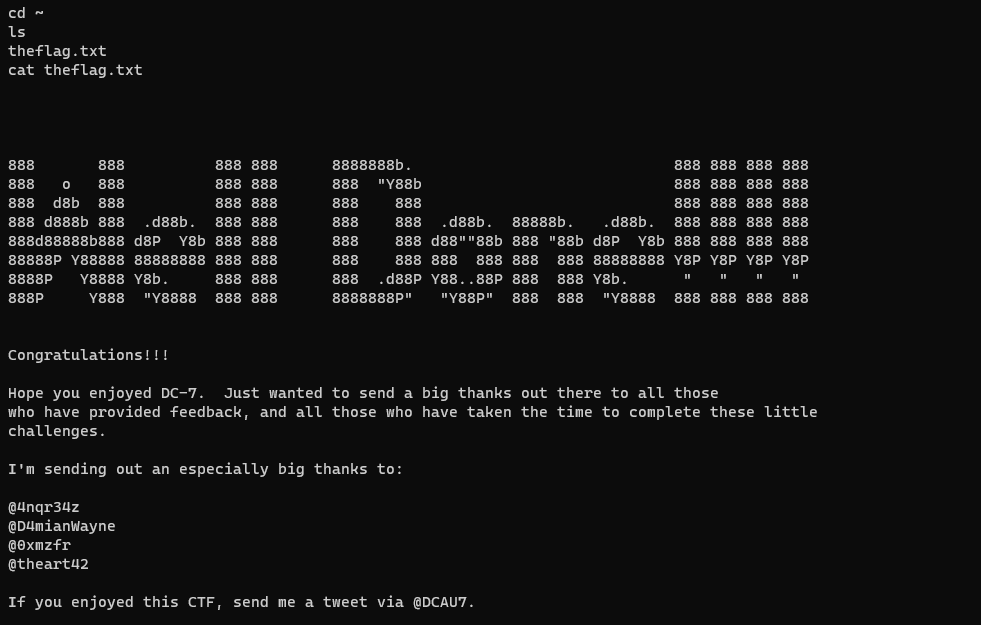 cd ~
ls
theflag.txt
cat theflag.txt
888       888          888 888      8888888b.                             888 888 888 888
888   o   888          888 888      888  "Y88b                            888 888 888 888
888  d8b  888          888 888      888    888                            888 888 888 888
888 d888b 888  .d88b.  888 888      888    888  .d88b.  88888b.   .d88b.  888 888 888 888
888d88888b888 d8P  Y8b 888 888      888    888 d88""88b 888 "88b d8P  Y8b 888 888 888 888
88888P Y88888 88888888 888 888      888    888 888  888 888  888 88888888 Y8P Y8P Y8P Y8P
8888P   Y8888 Y8b.     888 888      888  .d88P Y88..88P 888  888 Y8b.      "   "   "   "
888P     Y888  "Y8888  888 888      8888888P"   "Y88P"  888  888  "Y8888  888 888 888 888
Congratulations!!!
Hope you enjoyed DC-7.  Just wanted to send a big thanks out there to all those
who have provided feedback, and all those who have taken the time to complete these little
challenges.
I'm sending out an especially big thanks to:
@4nqr34z
@D4mianWayne
@0xmzfr
@theart42
If you enjoyed this CTF, send me a tweet via @DCAU7.